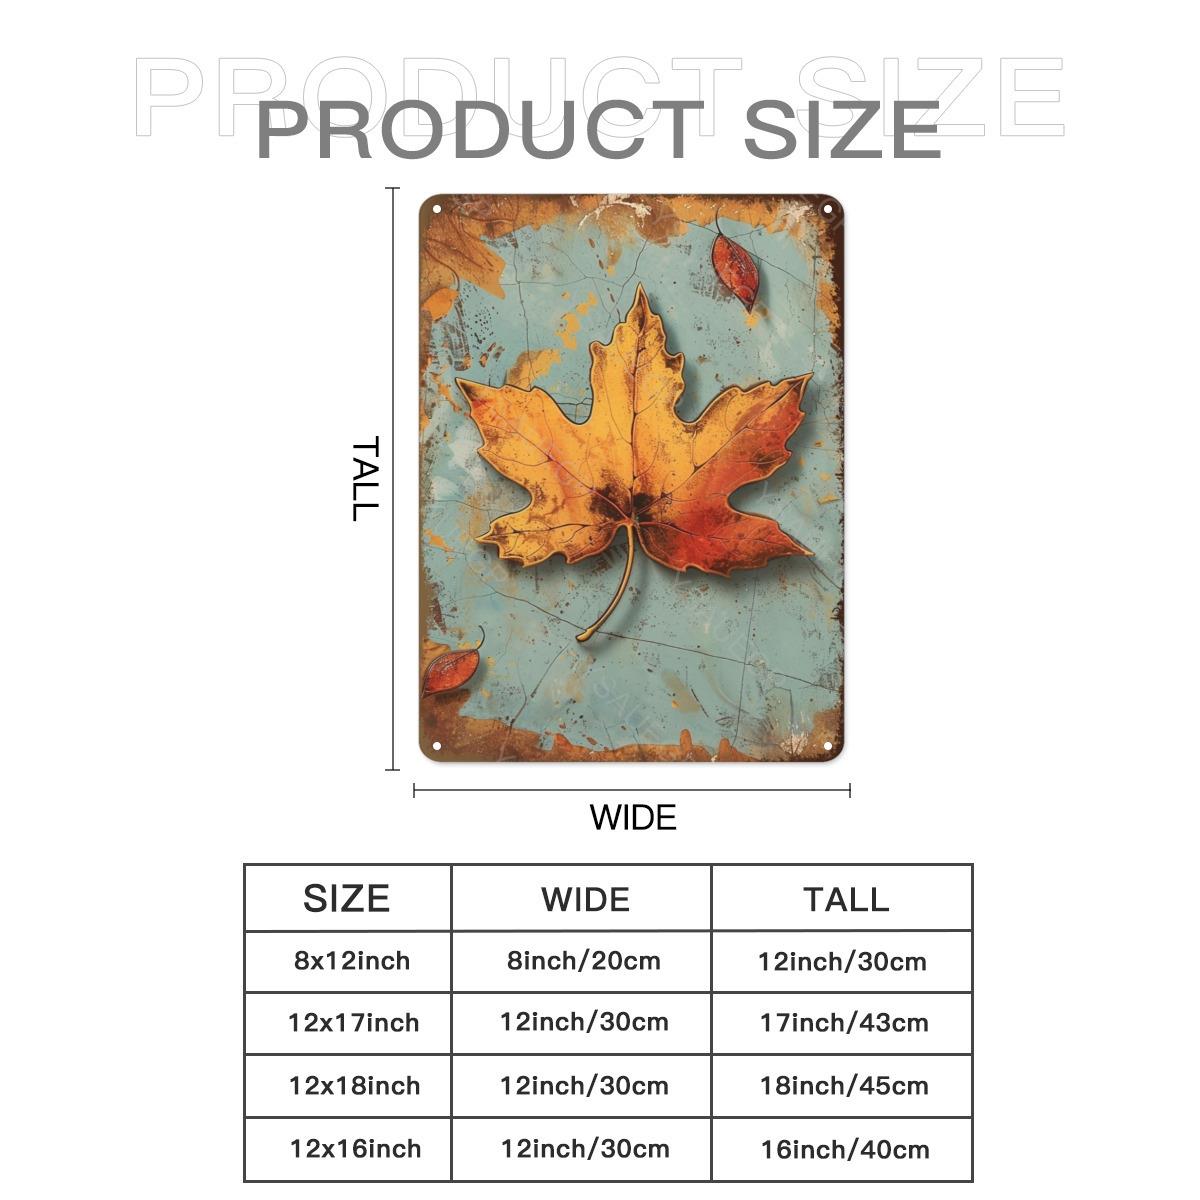 PRODUCT SIZE
PRODUCT SIZE
TALL
WIDE
SIZE WIDE TALL
8x12inch 8inch/20cm 12inch/30cm
12x17inch 12inch/30cm 17inch/43cm
12x18inch 12inch/30cm 18inch/45cm
12x16inch 12inch/30cm 16inch/40cm